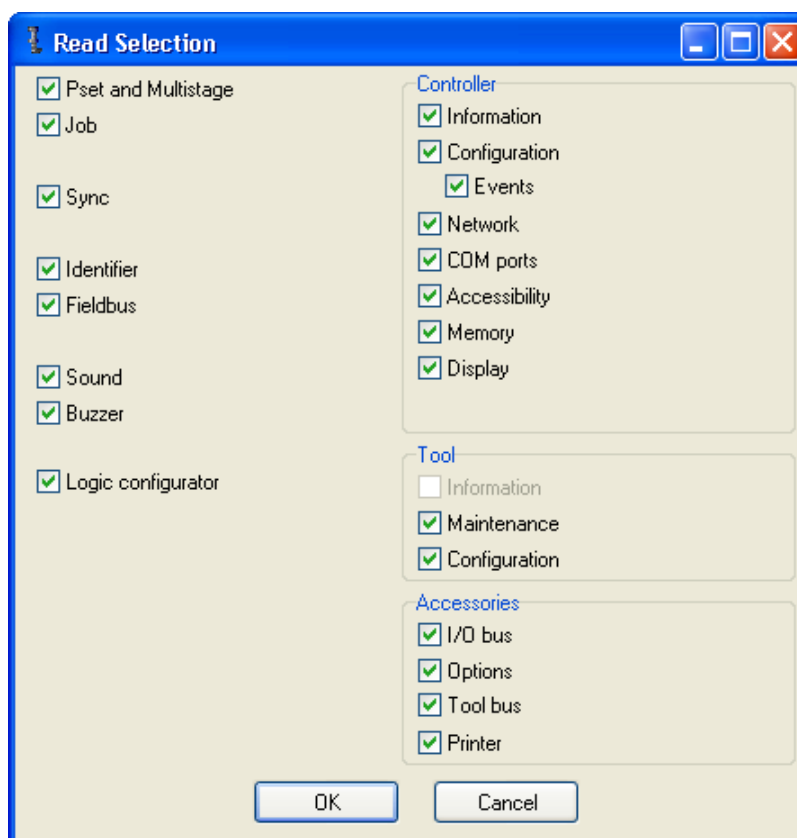 Read Selection
Pset and Multistage
Job
Sync
Identifier
Fieldbus
Sound
Buzzer
Logic configurator
Controller
Information
Configuration
Events
Network
COM ports
Accessibility
Memory
Display
Tool
Information
Maintenance
Configuration
Accessories
I/O bus
Options
Tool bus
Printer
OK
Cancel